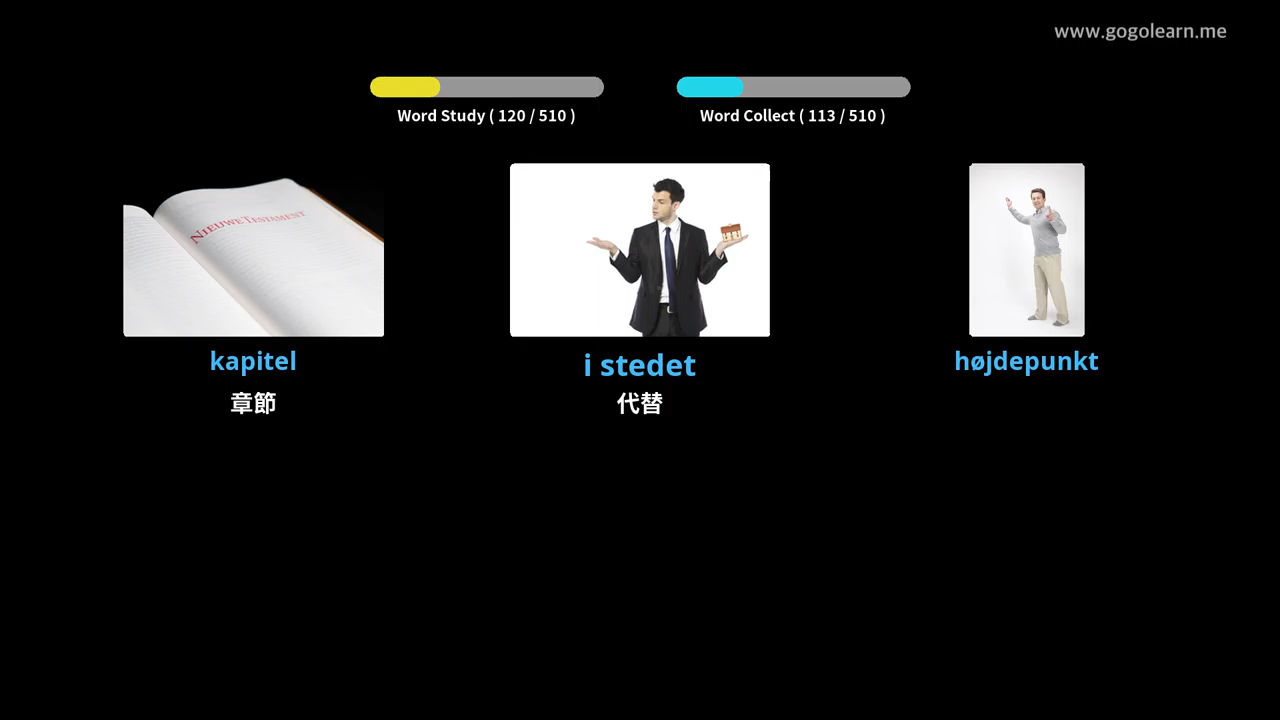 www.gogolearn.me
Word Study ( 120 / 510 )
Word Collect ( 113 / 510 )
NIEUWE TESTAMENT
kapitel
i stedet
højdepunkt
章節
代替